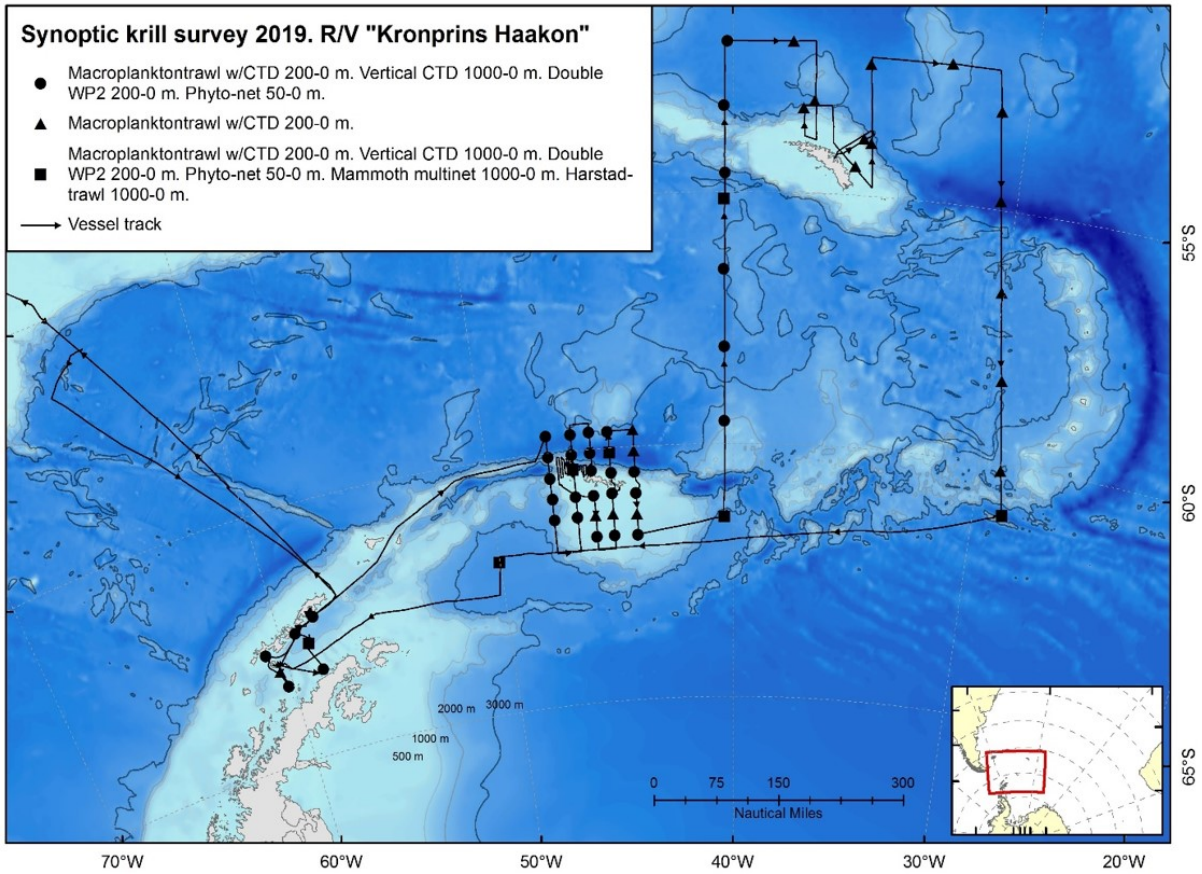 Synoptic krill survey 2019. R/V "Kronprins Haakon"
Macroplanktontrawl w/CTD 200-0 m. Vertical CTD 1000-0 m. Double
WP2 200-0 m. Phyto-net 50-0 m.
Macroplanktontrawl w/CTD 200-0 m.
Macroplanktontrawl w/CTD 200-0 m. Vertical CTD 1000-0 m. Double
WP2 200-0 m. Phyto-net 50-0 m. Mammoth multinet 1000-0 m. Harstad-
trawl 1000-0 m.
Vessel track
55°S
60°S
65°S
2000 m
3000 m
1000 m
500 m
0 75 150 300
Nautical Miles
70°W 60°W 50°W 40°W 30°W 20°W